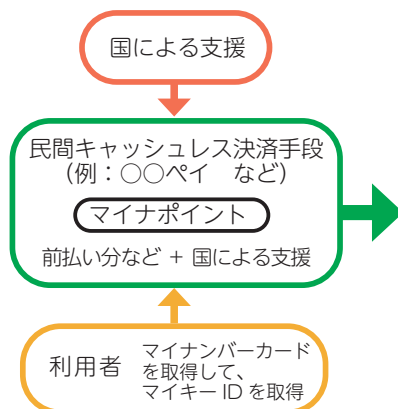 国による支援
民間キャッシュレス決済手段
(例：○○ペイ　など)
マイナポイント
前払い分など + 国による支援
利用者
マイナンバーカード
を取得して、
マイキー ID を取得